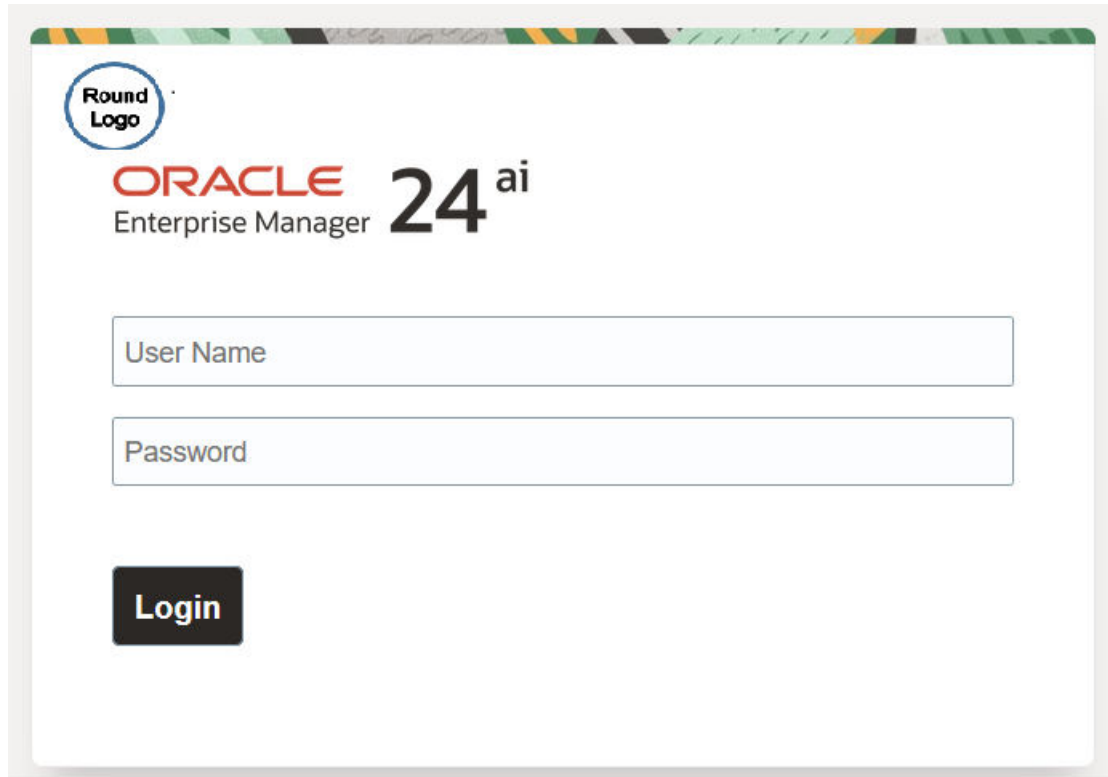 Round
Logo
ORACLE
Enterprise Manager 24ai
User Name
Password
Login